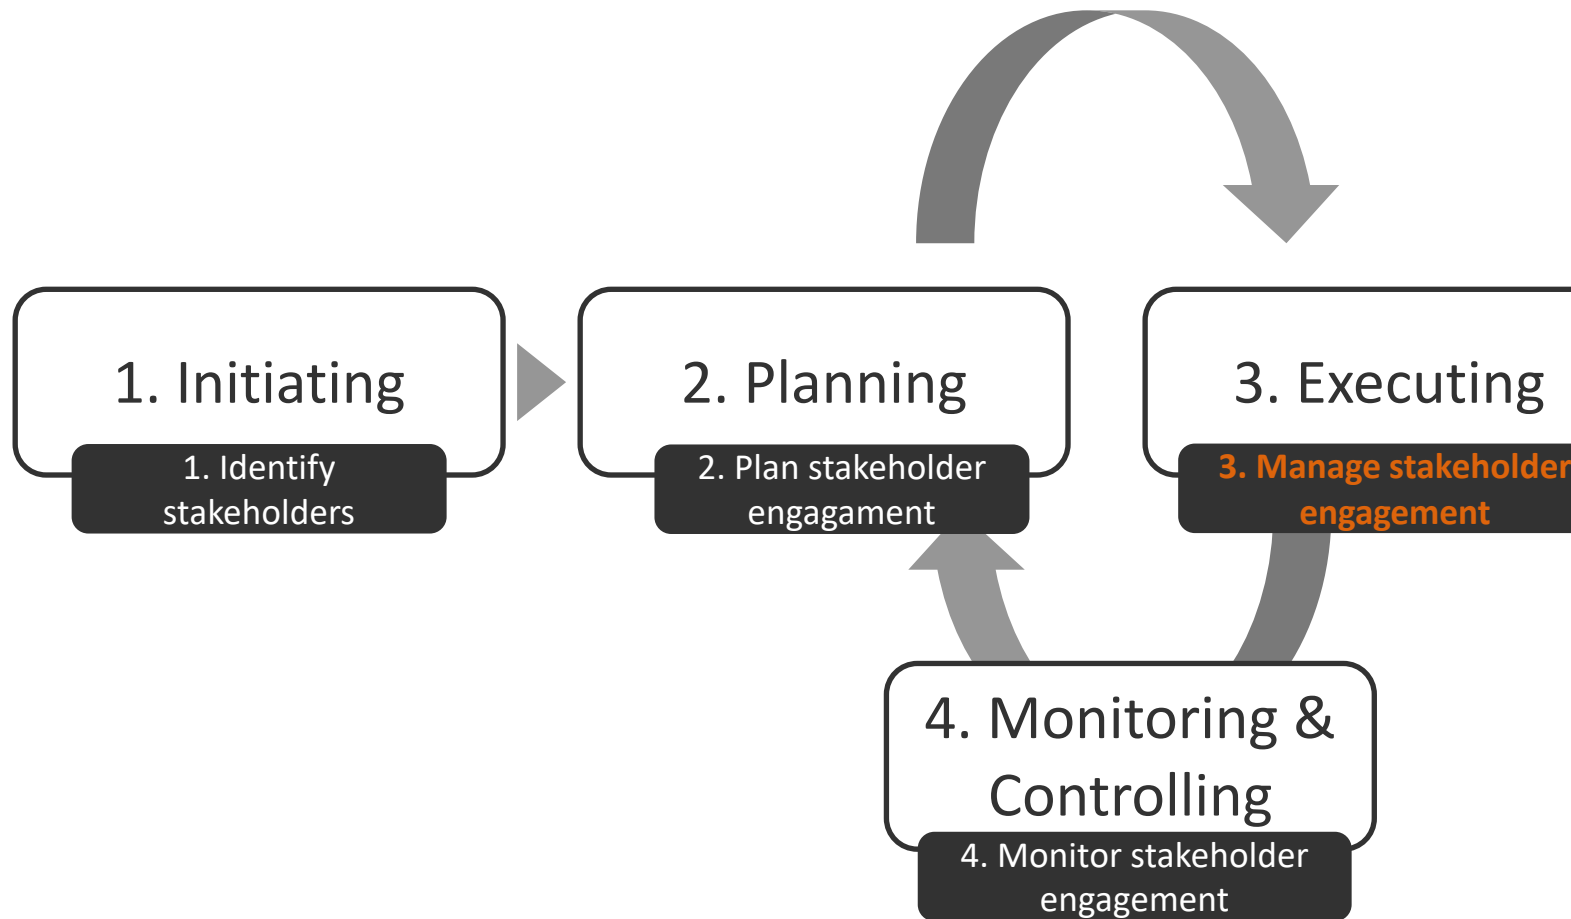 1. Initiating
1. Identify
stakeholders
2. Planning
2. Plan stakeholder
engagament
3. Executing
3. Manage stakeholder
engagement
4. Monitoring &
Controlling
4. Monitor stakeholder
engagement